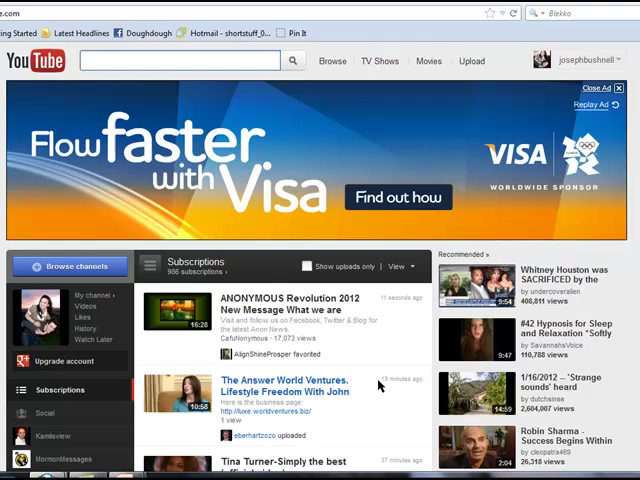 e.com
Blekko
ing Started
Latest Headlines
Doughdough
Hotmail - shortstuff_0...
Pin It
YouTube
Browse
TV Shows
Movies
Upload
josephbushnell
Close Ad X
Replay Ad
Flow faster
with Visa
Find out how
VISA
WORLDWIDE SPONSOR
Browse channels
My channel ›
Videos
Likes
History
Watch Later
Upgrade account
Subscriptions
Social
Kamilsview
MormonMessages
Subscriptions
986 subscriptions ›
Show uploads only | View
ANONYMOUS Revolution 2012
New Message What we are
11 seconds ago
Visit and follow us on Facebook, Twitter & Blog for
the latest Anon News.
CafuNonymous · 17,073 views
16:28
AlignShineProsper favorited
The Answer World Ventures.
Lifestyle Freedom With John
19 minutes ago
Here is the business page:
http://luxe.worldventures.biz/
1 view
10:58
eberhartzozo uploaded
Tina Turner-Simply the best
37 minutes ago
Recommended »
Whitney Houston was
SACRIFICED by the
by undercoveralien
408,811 views
9:54
#42 Hypnosis for Sleep
and Relaxation "Softly
by SavannahsVoice
110,788 views
9:47
1/16/2012 -- 'Strange
sounds' heard
by dutchsinse
2,604,007 views
14:59
Robin Sharma -
Success Begins Within
by cleopatra469
26,318 views
2:04